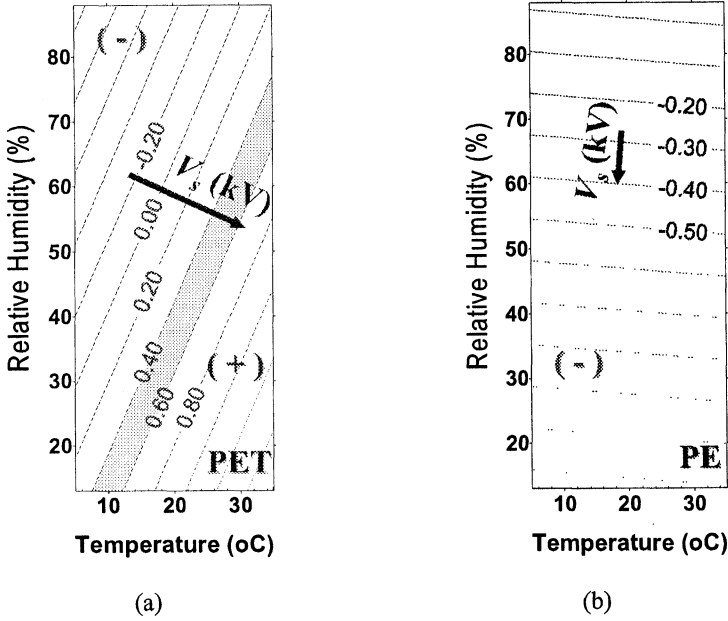 ( - )
80
70
60
50
40
30
20
Relative Humidity (%)
-0.20
0.00
0.20
0.40
0.60
0.80
Vs (kV)
( + )
PET
10
20
30
Temperature (oC)
(a)
80
70
60
50
40
30
20
Relative Humidity (%)
-0.20
-0.30
-0.40
-0.50
Vs (kV)
( - )
PE
10
20
30
Temperature (oC)
(b)